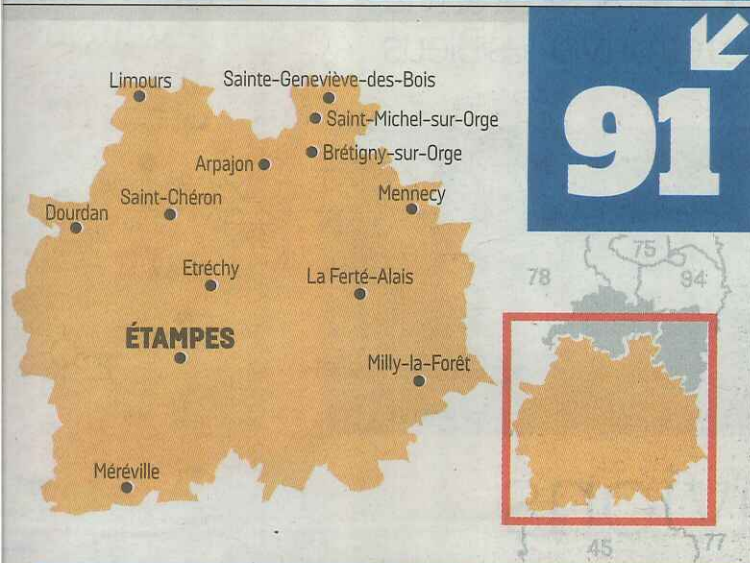 91
Limours
Sainte-Geneviève-des-Bois
Saint-Michel-sur-Orge
Brétigny-sur-Orge
Arpajon
Saint-Chéron
Mennecy
Dourdan
Etréchy
La Ferté-Alais
ÉTAMPES
Milly-la-Forêt
Méréville
75
78
94
45
77